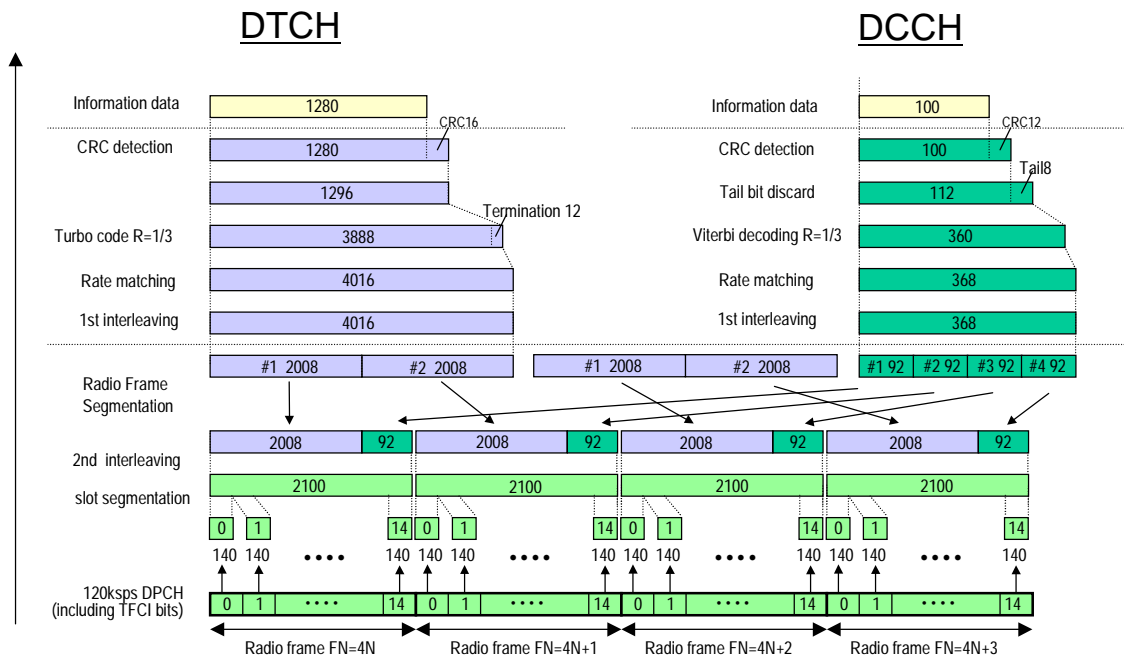 DTCH DCCH
Information data 1280 Information data 100
CRC16 CRC12
CRC detection 1280 CRC detection 100
Tail8
1296 Tail bit discard 112
Termination 12
Turbo code R=1/3 3888 Viterbi decoding R=1/3 360
Rate matching 4016 Rate matching 368
1st interleaving 4016 1st interleaving 368
#1 2008 #2 2008 #1 2008 #2 2008 #1 92 #2 92 #3 92 #4 92
Radio Frame
Segmentation
2008 92 2008 92 2008 92 2008 92
2nd interleaving
2100 2100 2100 2100
slot segmentation
0 1 14 0 1 14 0 1 14 0 1 14
140 140 •••• 140 140 140 •••• 140 140 140 •••• 140 140 140 •••• 140
120ksps DPCH
(including TFCI bits)
0 1 •••• 14 0 1 •••• 14 0 1 •••• 14 0 1 •••• 14
Radio frame FN=4N Radio frame FN=4N+1 Radio frame FN=4N+2 Radio frame FN=4N+3